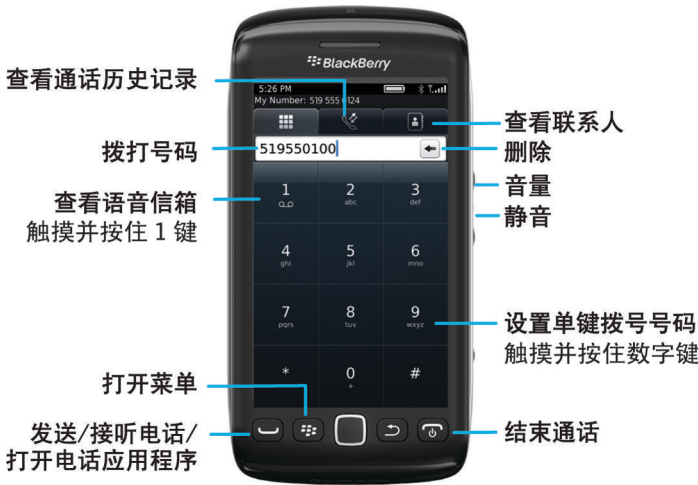 BlackBerry
查看通话历史记录
5:26 PM
My Number: 519 555 0124
查看联系人
拨打号码
519550100
删除
音量
静音
查看语音信箱
触摸并按住 1 键
1
2
abc
3
def
4
ghi
5
jkl
6
mno
7
pqrs
8
tuv
9
wxyz
设置单键拨号号码
触摸并按住数字键
*
0
+
#
打开菜单
发送/接听电话/
打开电话应用程序
结束通话